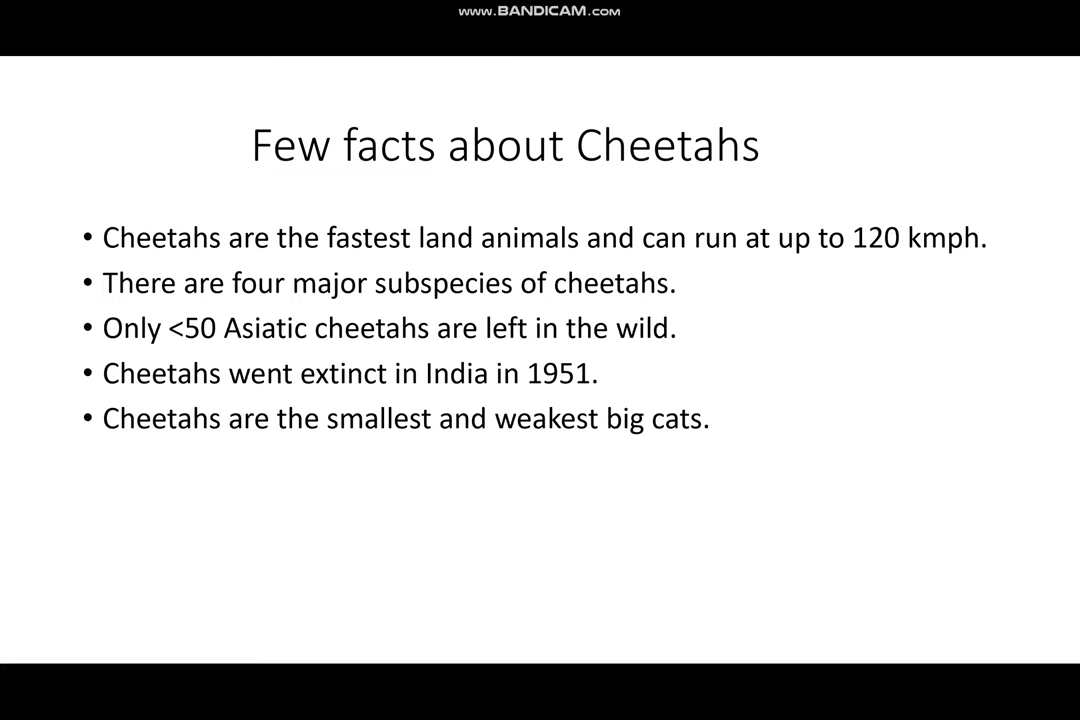 www.BANDICAM.com
Few facts about Cheetahs
• Cheetahs are the fastest land animals and can run at up to 120 kmph.
• There are four major subspecies of cheetahs.
• Only <50 Asiatic cheetahs are left in the wild.
• Cheetahs went extinct in India in 1951.
• Cheetahs are the smallest and weakest big cats.